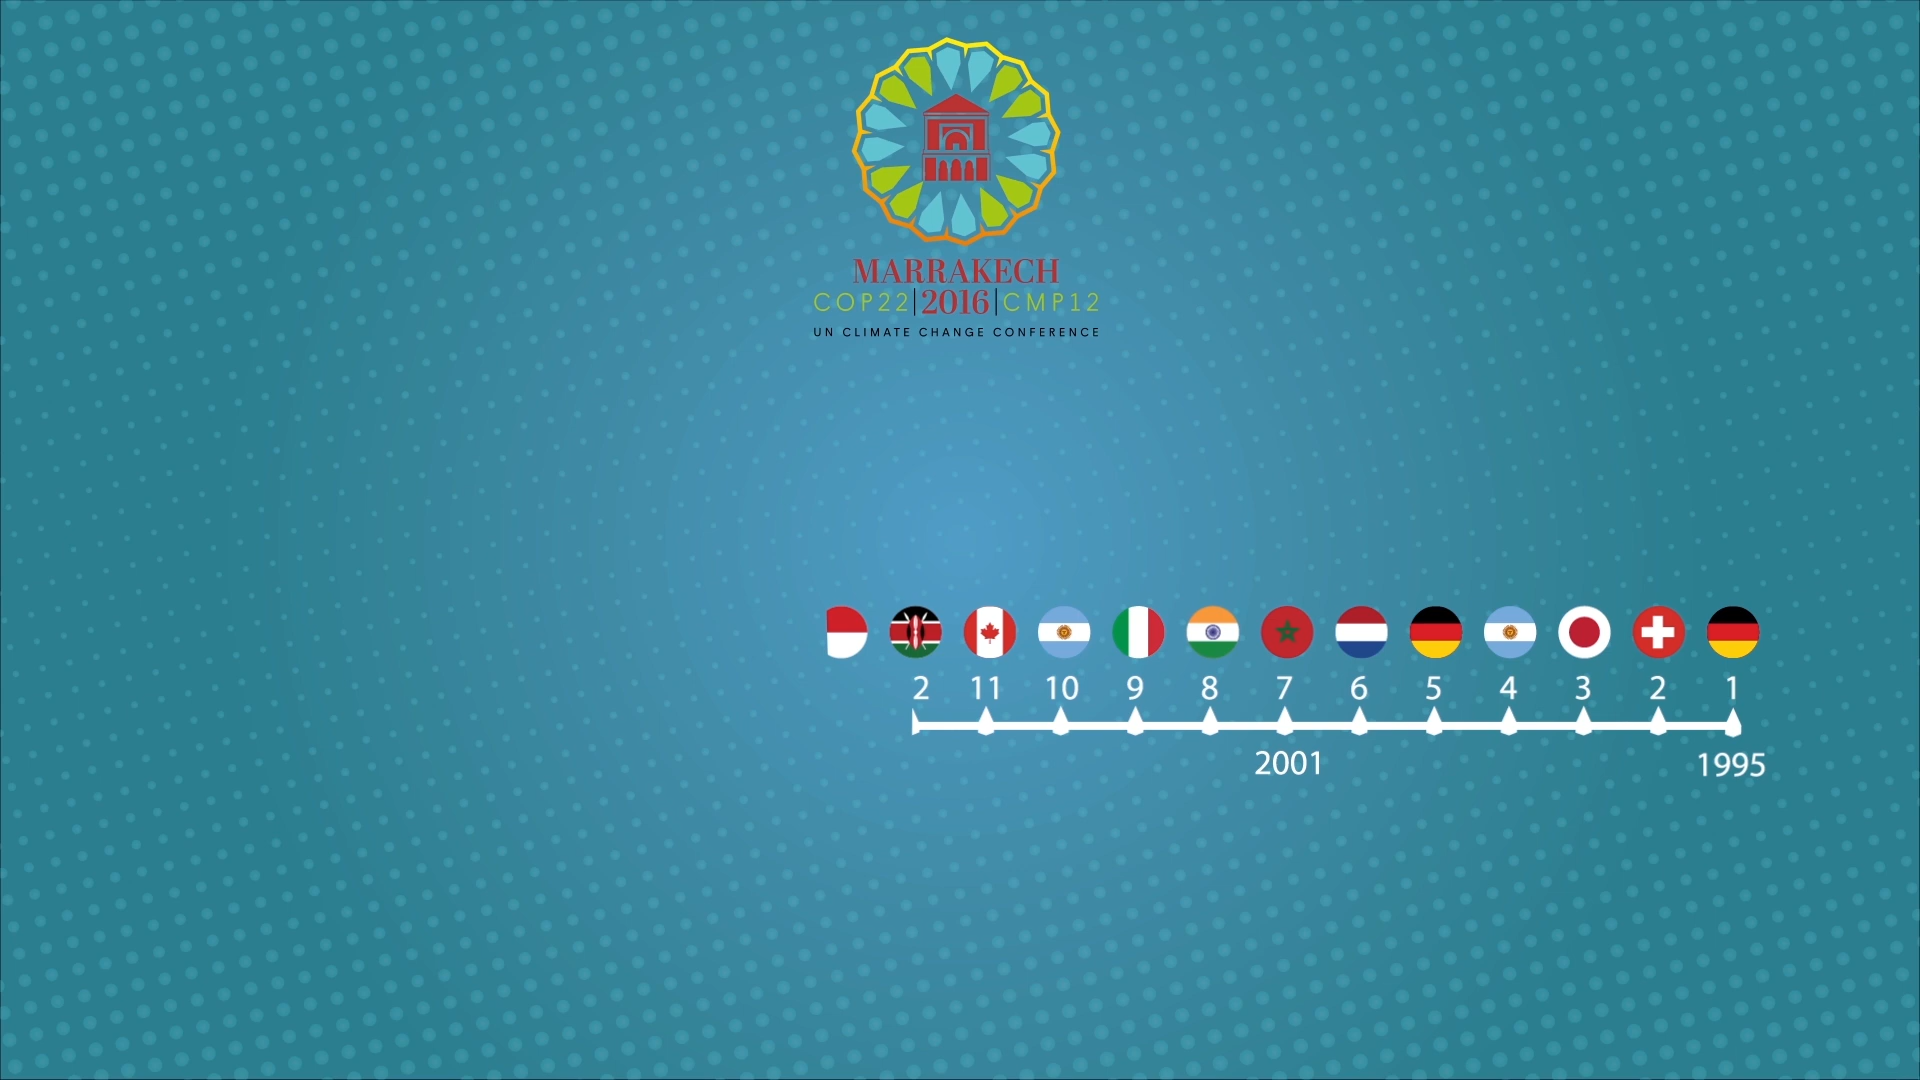 MARRAKECH
COP22|2016|CMP12
UN CLIMATE CHANGE CONFERENCE
2 11 10 9 8 7 6 5 4 3 2 1
2001 1995